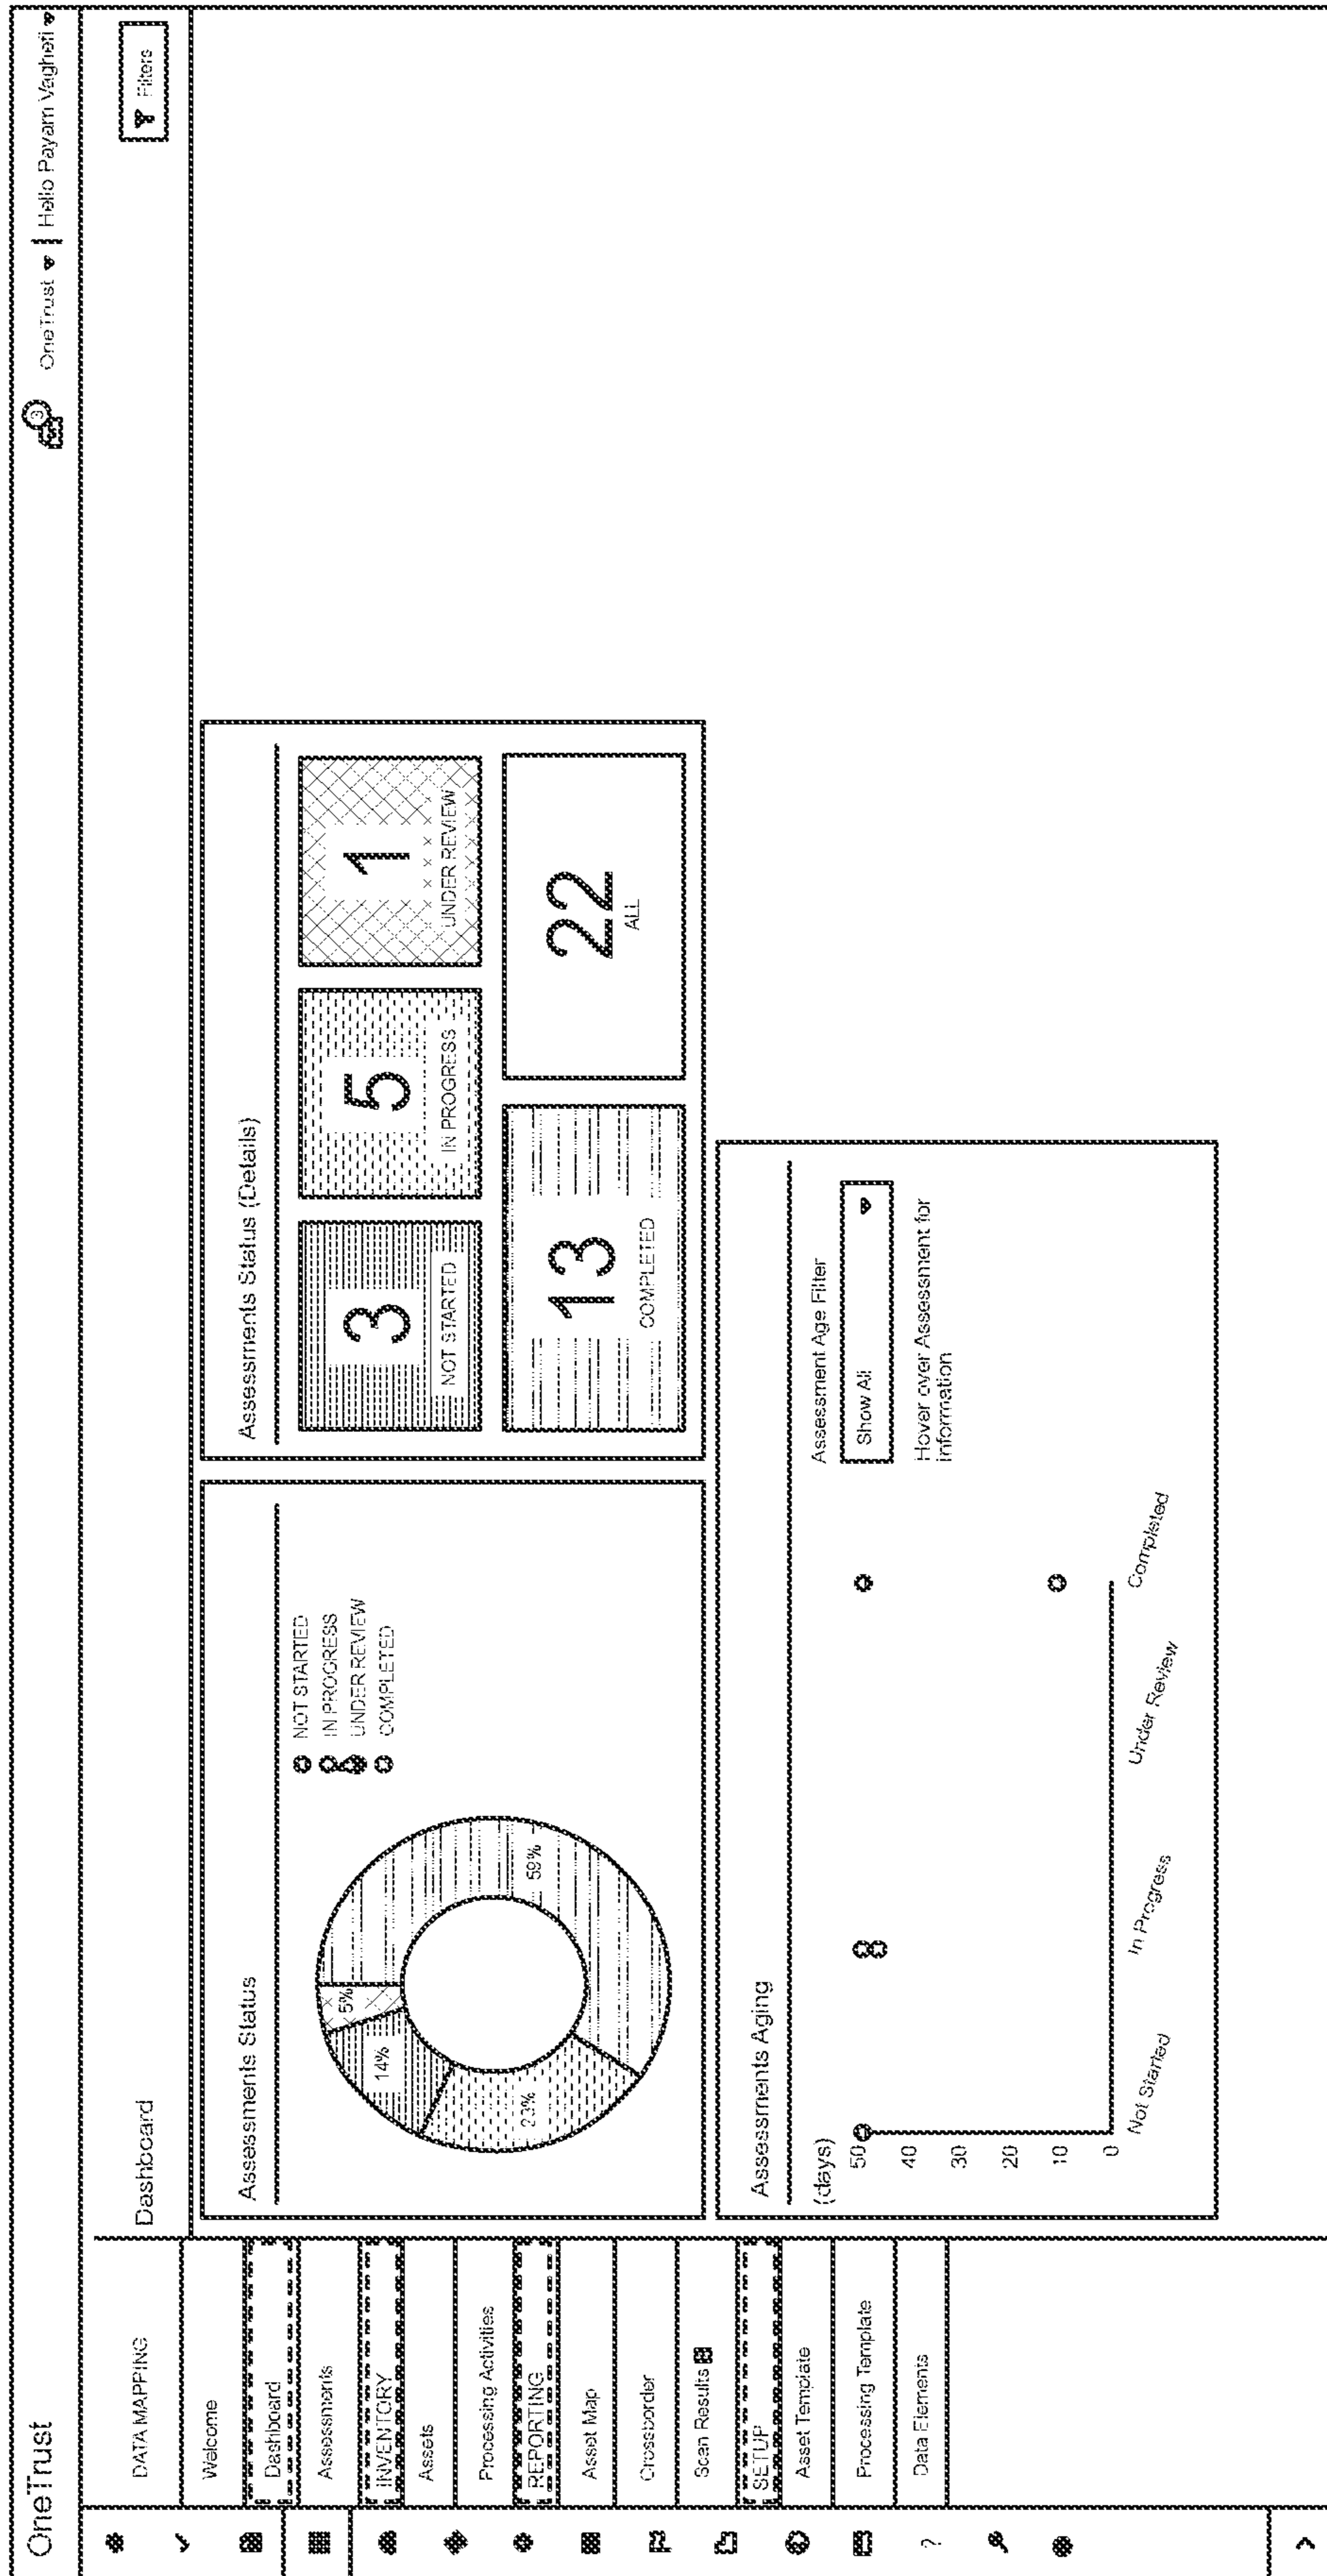 OneTrust
3
OneTrust
Hello Payam Vagheti
DATA MAPPING
Welcome
Dashboard
Assessments
INVENTORY
Assets
Processing Activities
REPORTING
Asset Map
Crossborder
Scan Results
SETUP
Asset Template
Processing Template
Data Elements
?
Dashboard
Filters
Assessments Status
5%
14%
23%
59%
NOT STARTED
IN PROGRESS
UNDER REVIEW
COMPLETED
Assessments Status (Details)
3
NOT STARTED
5
IN PROGRESS
1
UNDER REVIEW
13
COMPLETED
22
ALL
Assessments Aging
(days)
50
40
30
20
10
0
Not Started
In Progress
Under Review
Completed
Assessment Age Filter
Show All
Hover over Assessment for
information